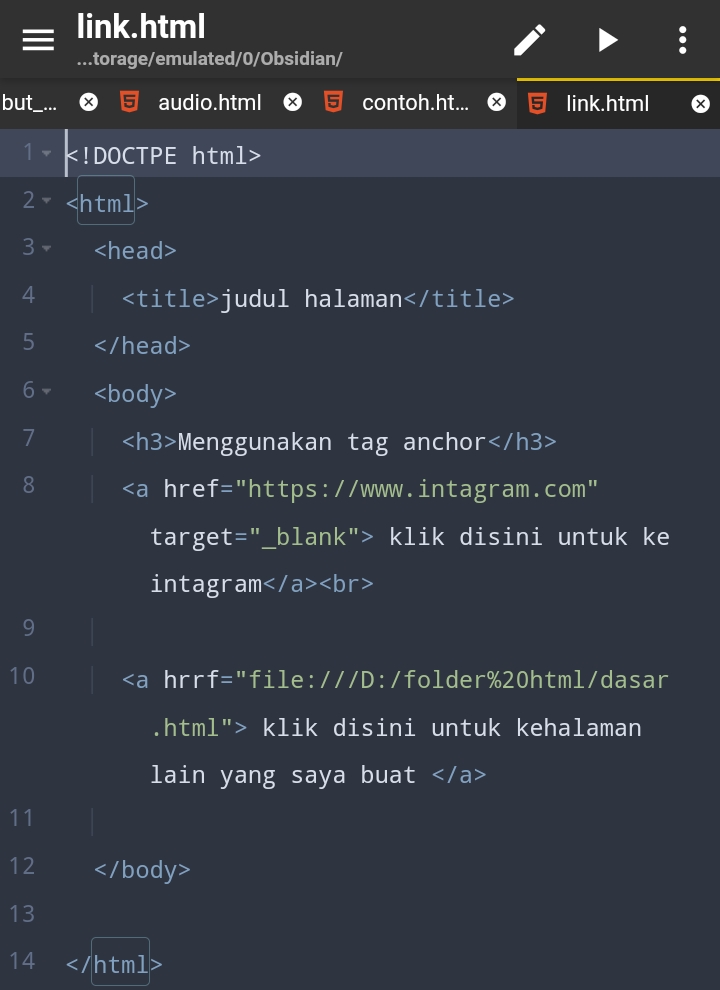 link.html
...torage/emulated/0/Obsidian/
but_... audio.html contoh.ht... link.html
1 <!DOCTPE html>
2 <html>
3 <head>
4 <title>judul halaman</title>
5 </head>
6 <body>
7 <h3>Menggunakan tag anchor</h3>
8 <a href="https://www.intagram.com"
target="_blank"> klik disini untuk ke
intagram</a><br>
9
10 <a hrrf="file:///D:/folder%20html/dasar
.html"> klik disini untuk kehalaman
lain yang saya buat </a>
11
12 </body>
13
14 </html>